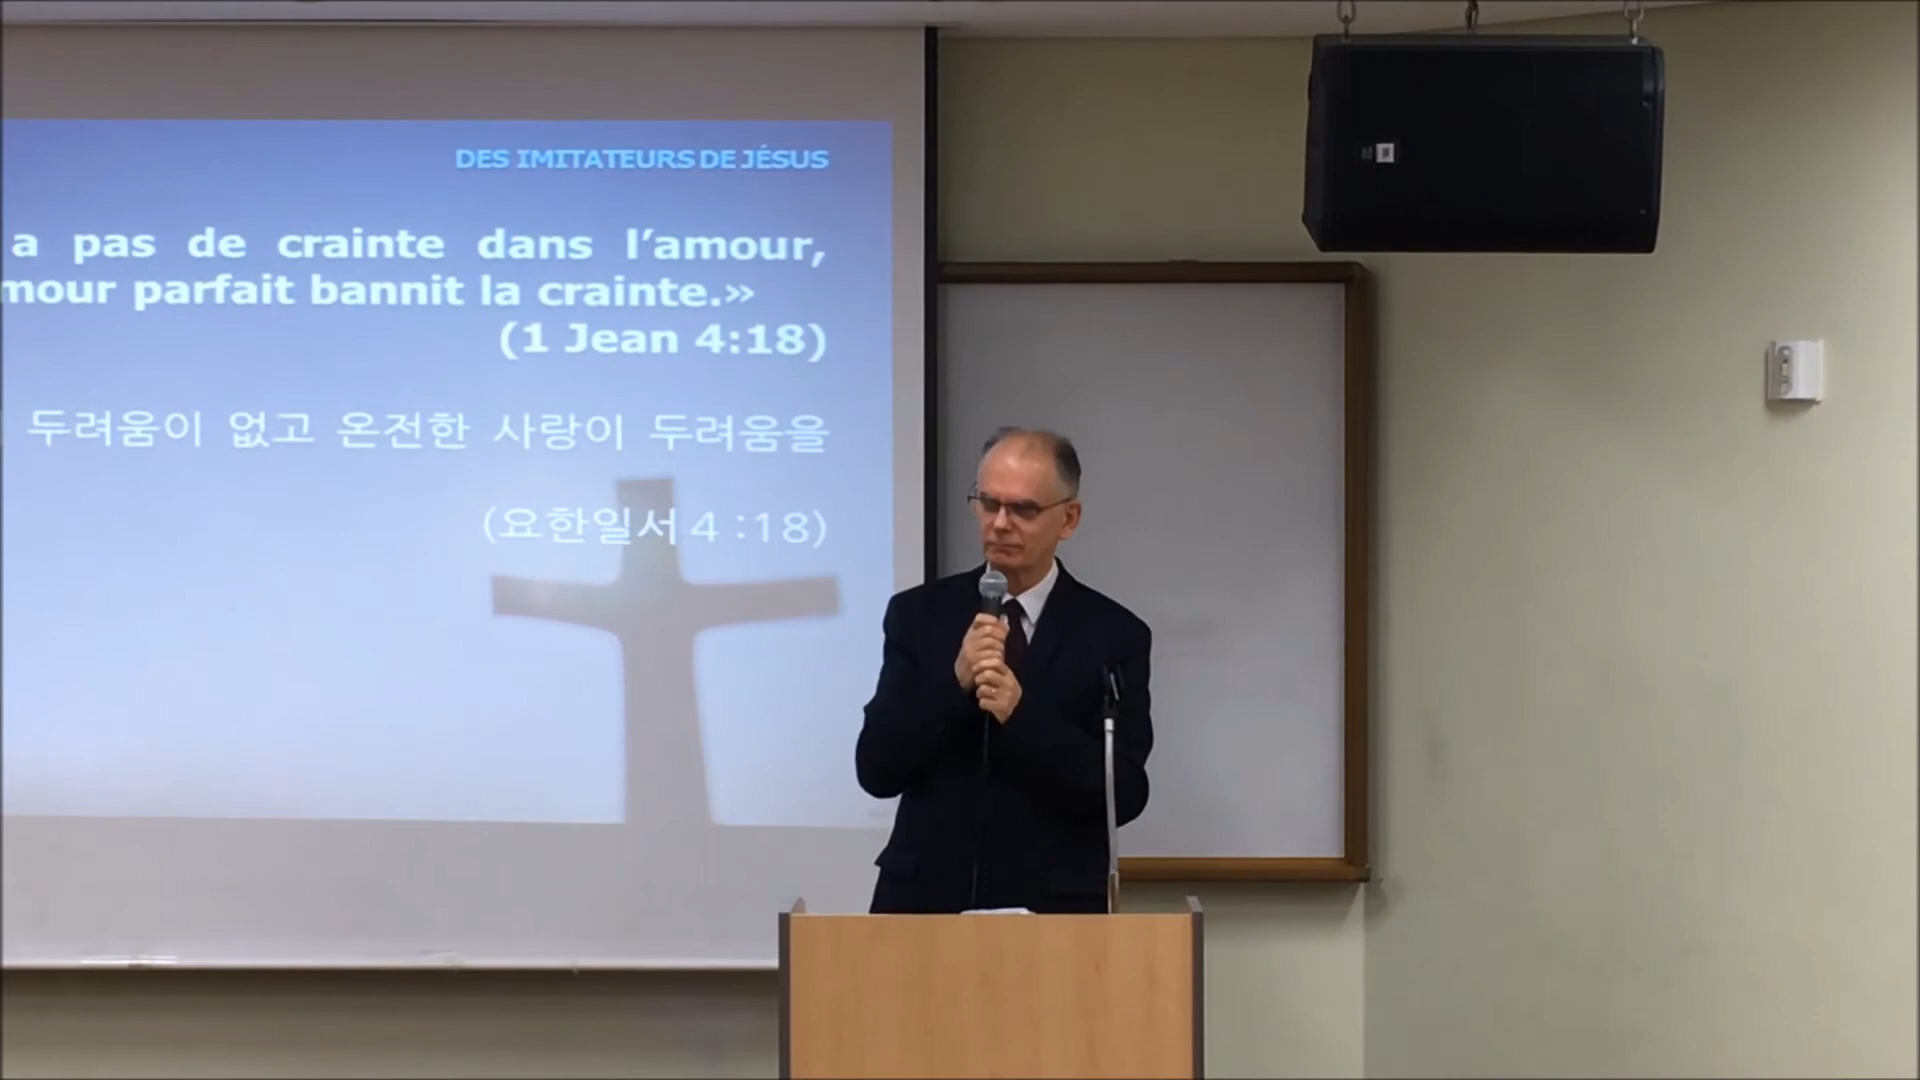 DES IMITATEURS DE JÉSUS
a pas de crainte dans l’amour,
mour parfait bannit la crainte.»
(1 Jean 4:18)
두려움이 없고 온전한 사랑이 두려움을
(요한일서 4 :18)